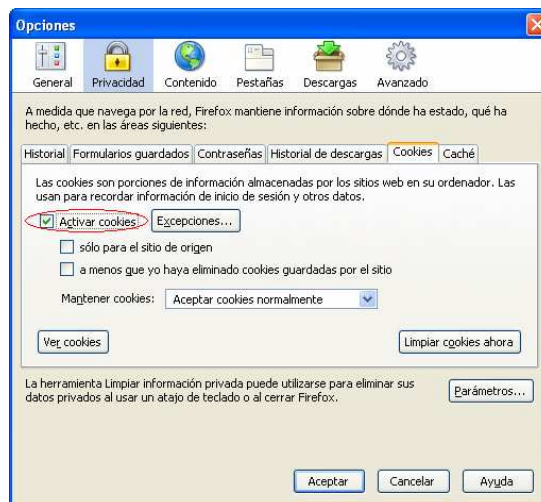 Opciones
General Privacidad Contenido Pestañas Descargas Avanzado
A medida que navega por la red, Firefox mantiene información sobre dónde ha estado, qué ha
hecho, etc. en las áreas siguientes:
Historial Formularios guardados Contraseñas Historial de descargas Cookies Caché
Las cookies son porciones de información almacenadas por los sitios web en su ordenador. Las
usan para recordar información de inicio de sesión y otros datos.
Activar cookies Excepciones...
sólo para el sitio de origen
a menos que yo haya eliminado cookies guardadas por el sitio
Mantener cookies: Aceptar cookies normalmente
Ver cookies Limpiar cookies ahora
La herramienta Limpiar información privada puede utilizarse para eliminar sus
datos privados al usar un atajo de teclado o al cerrar Firefox.
Parámetros...
Aceptar Cancelar Ayuda